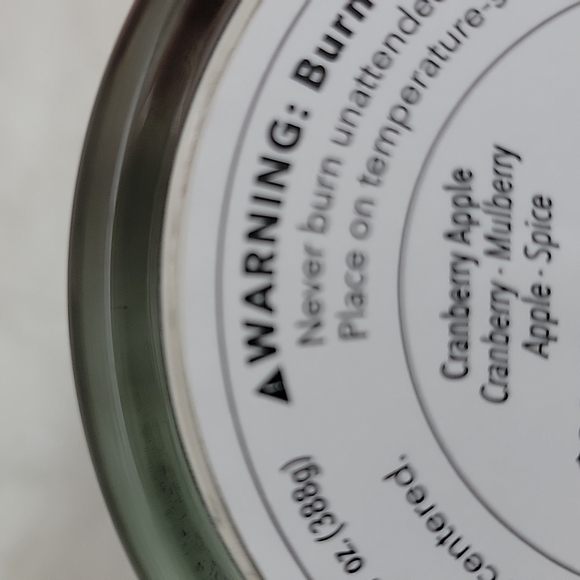 WARNING: Burn
Never burn unattended
Place on temperature-
Cranberry Apple
Cranberry · Mulberry
Apple · Spice
centered.
oz. (388g)